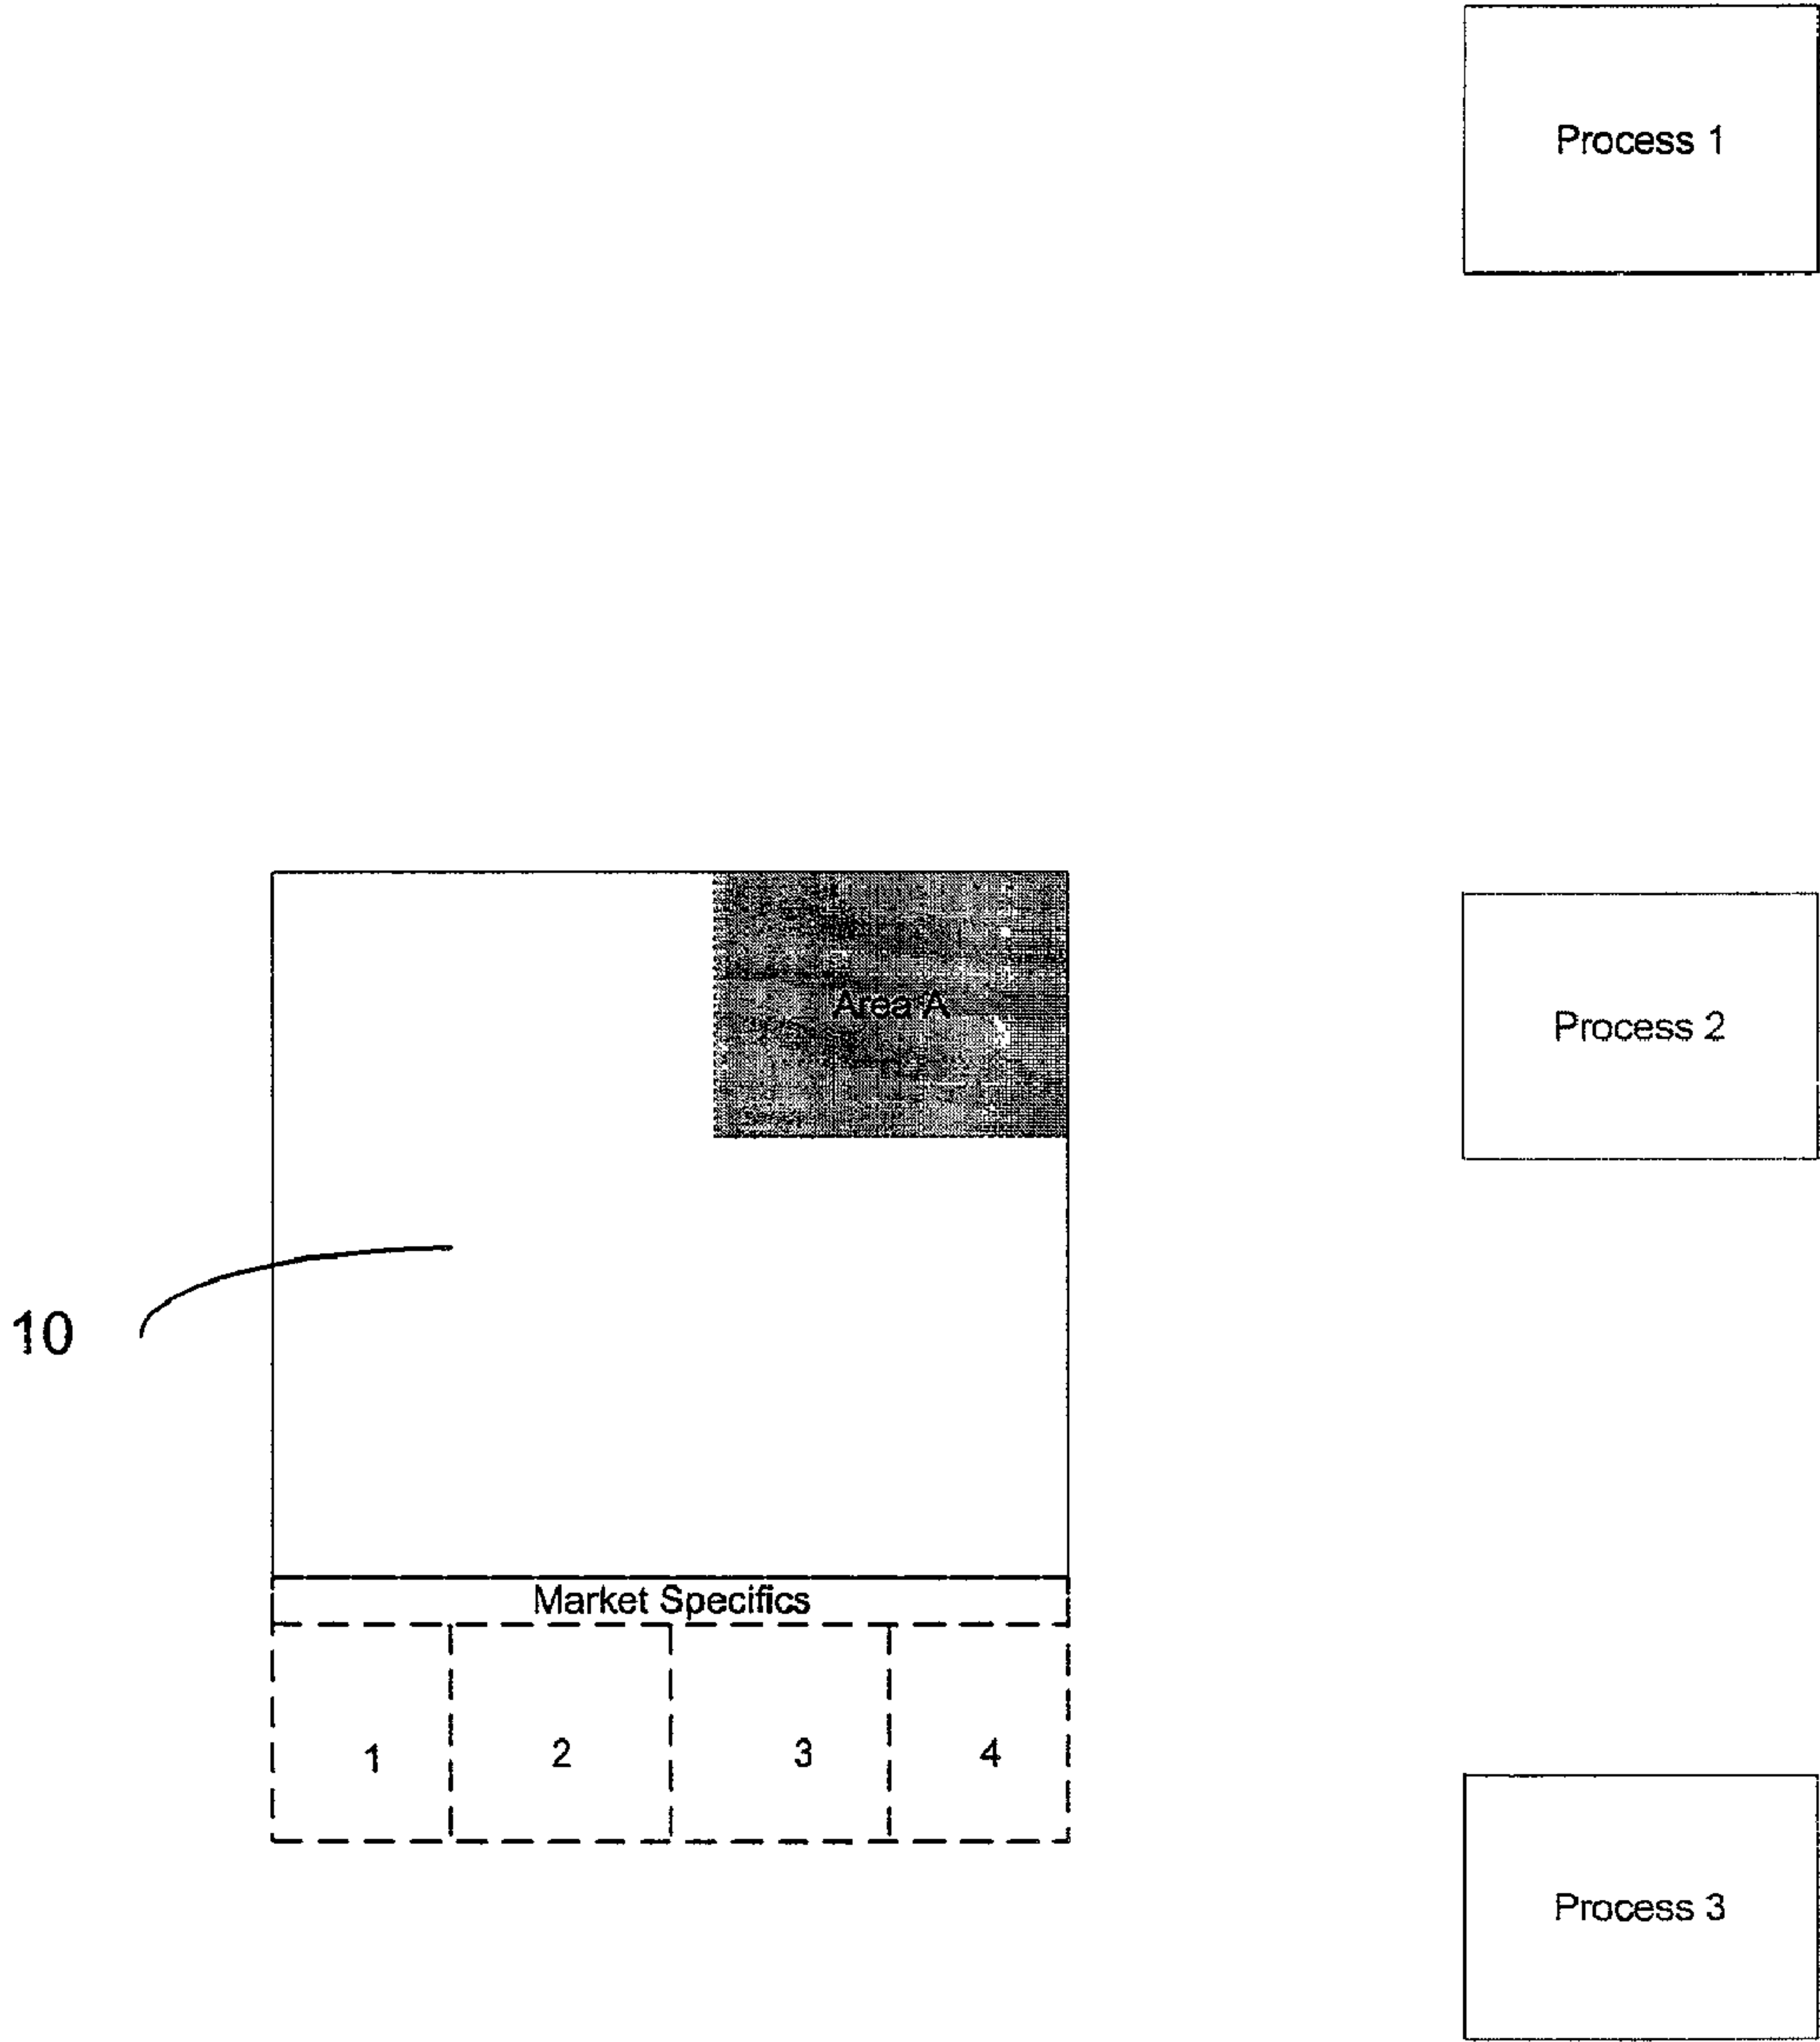 Process 1
Area A
Process 2
10
Market Specifics
1 2 3 4
Process 3